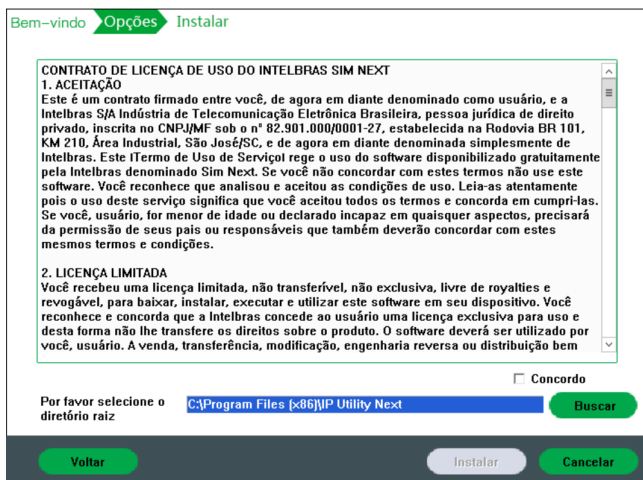 Bem-vindo Opções Instalar
CONTRATO DE LICENÇA DE USO DO INTELBRAS SIM NEXT
1. ACEITAÇÃO
Este é um contrato firmado entre você, de agora em diante denominado como usuário, e a
Intelbras S/A Indústria de Telecomunicação Eletrônica Brasileira, pessoa jurídica de direito
privado, inscrita no CNPJ/MF sob o n° 82.901.000/0001-27, estabelecida na Rodovia BR 101,
KM 210, Área Industrial, São José/SC, e de agora em diante denominada simplesmente de
Intelbras. Este lTermo de Uso de Serviçol rege o uso do software disponibilizado gratuitamente
pela Intelbras denominado Sim Next. Se você não concordar com estes termos não use este
software. Você reconhece que analisou e aceitou as condições de uso. Leia-as atentamente
pois o uso deste serviço significa que você aceitou todos os termos e concorda em cumpri-las.
Se você, usuário, for menor de idade ou declarado incapaz em quaisquer aspectos, precisará
da permissão de seus pais ou responsáveis que também deverão concordar com estes
mesmos termos e condições.
2. LICENÇA LIMITADA
Você recebeu uma licença limitada, não transferível, não exclusiva, livre de royalties e
revogável, para baixar, instalar, executar e utilizar este software em seu dispositivo. Você
reconhece e concorda que a Intelbras concede ao usuário uma licença exclusiva para uso e
desta forma não lhe transfere os direitos sobre o produto. O software deverá ser utilizado por
você, usuário. A venda, transferência, modificação, engenharia reversa ou distribuição bem
Concordo
Por favor selecione o
diretório raiz
C:\Program Files (x86)\IP Utility Next
Buscar
Voltar
Instalar
Cancelar